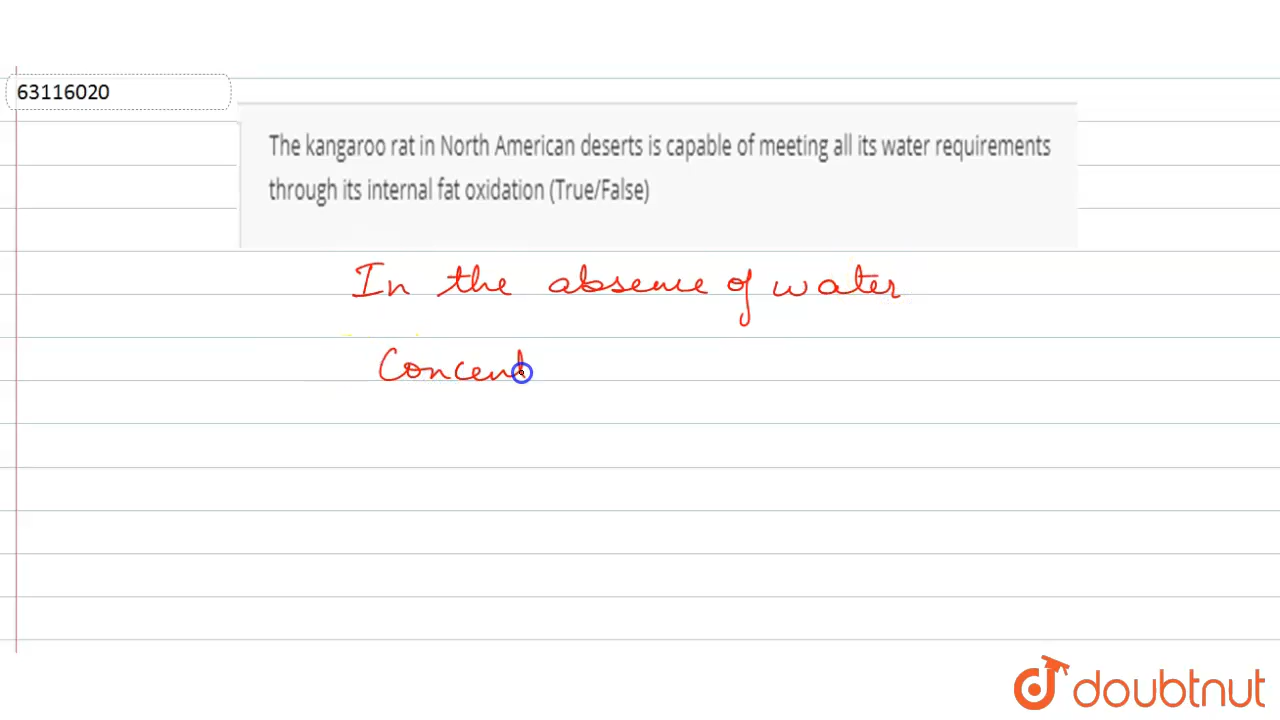 63116020
The kangaroo rat in North American deserts is capable of meeting all its water requirements
through its internal fat oxidation (True/False)
In the absence of water
Concent
doubtnut